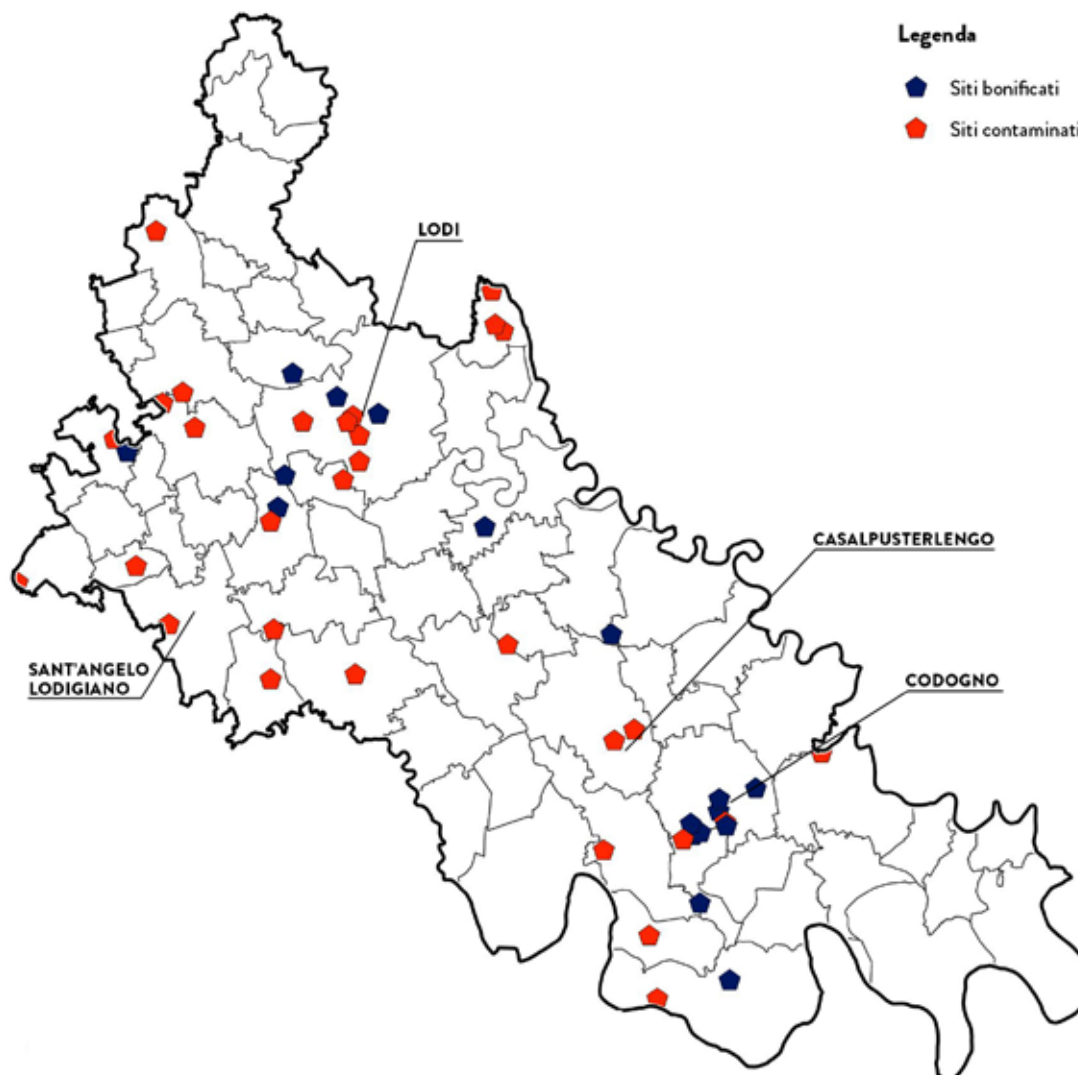 Legenda
Siti bonificati
Siti contaminati
LODI
CASALPUSTERLENGO
SANT'ANGELO
LODIGIANO
CODOGNO